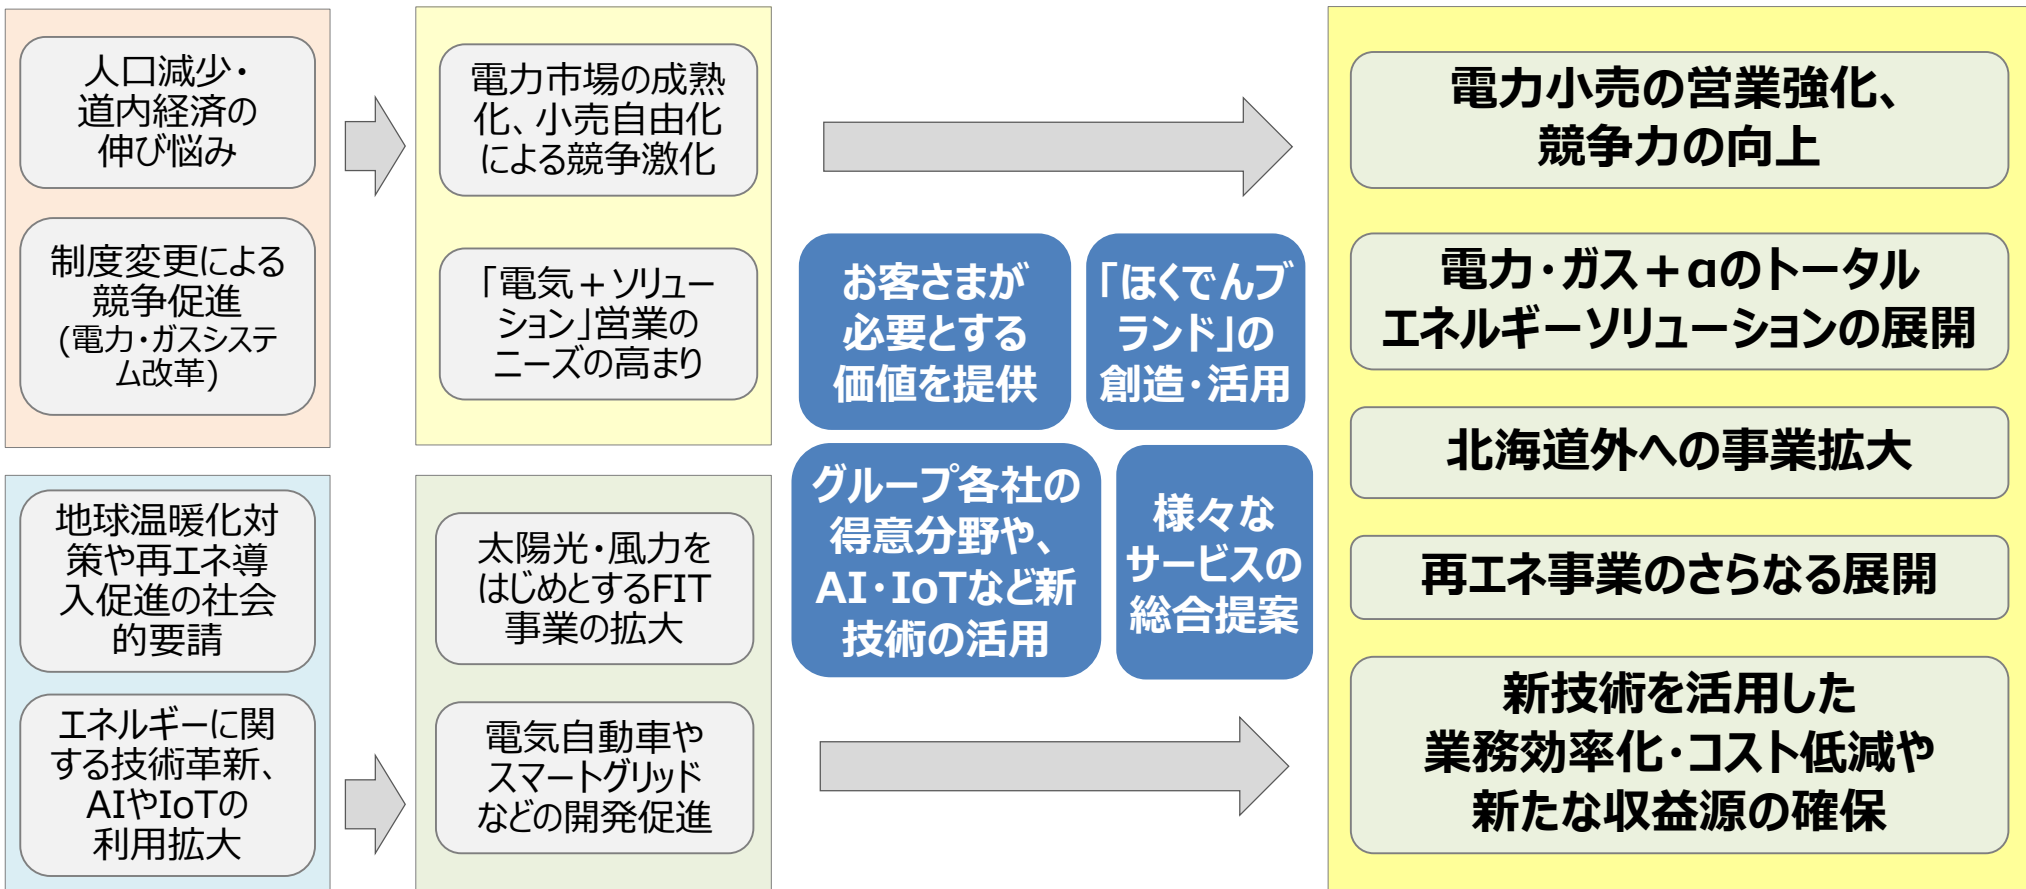 人口減少・
道内経済の
伸び悩み
制度変更による
競争促進
(電力・ガスシステ
ム改革)
地球温暖化対
策や再エネ導
入促進の社会
的要請
エネルギーに関
する技術革新、
AIやIoTの
利用拡大
電力市場の成熟
化、小売自由化
による競争激化
「電気+ソリュー
ション」営業の
ニーズの高まり
太陽光・風力を
はじめとするFIT
事業の拡大
電気自動車や
スマートグリッド
などの開発促進
お客さまが
必要とする
価値を提供
「ほくでんブ
ランド」の
創造・活用
グループ各社の
得意分野や、
AI・IoTなど新
技術の活用
様々な
サービスの
総合提案
電力小売の営業強化、
競争力の向上
電力・ガス+αのトータル
エネルギーソリューションの展開
北海道外への事業拡大
再エネ事業のさらなる展開
新技術を活用した
業務効率化・コスト低減や
新たな収益源の確保